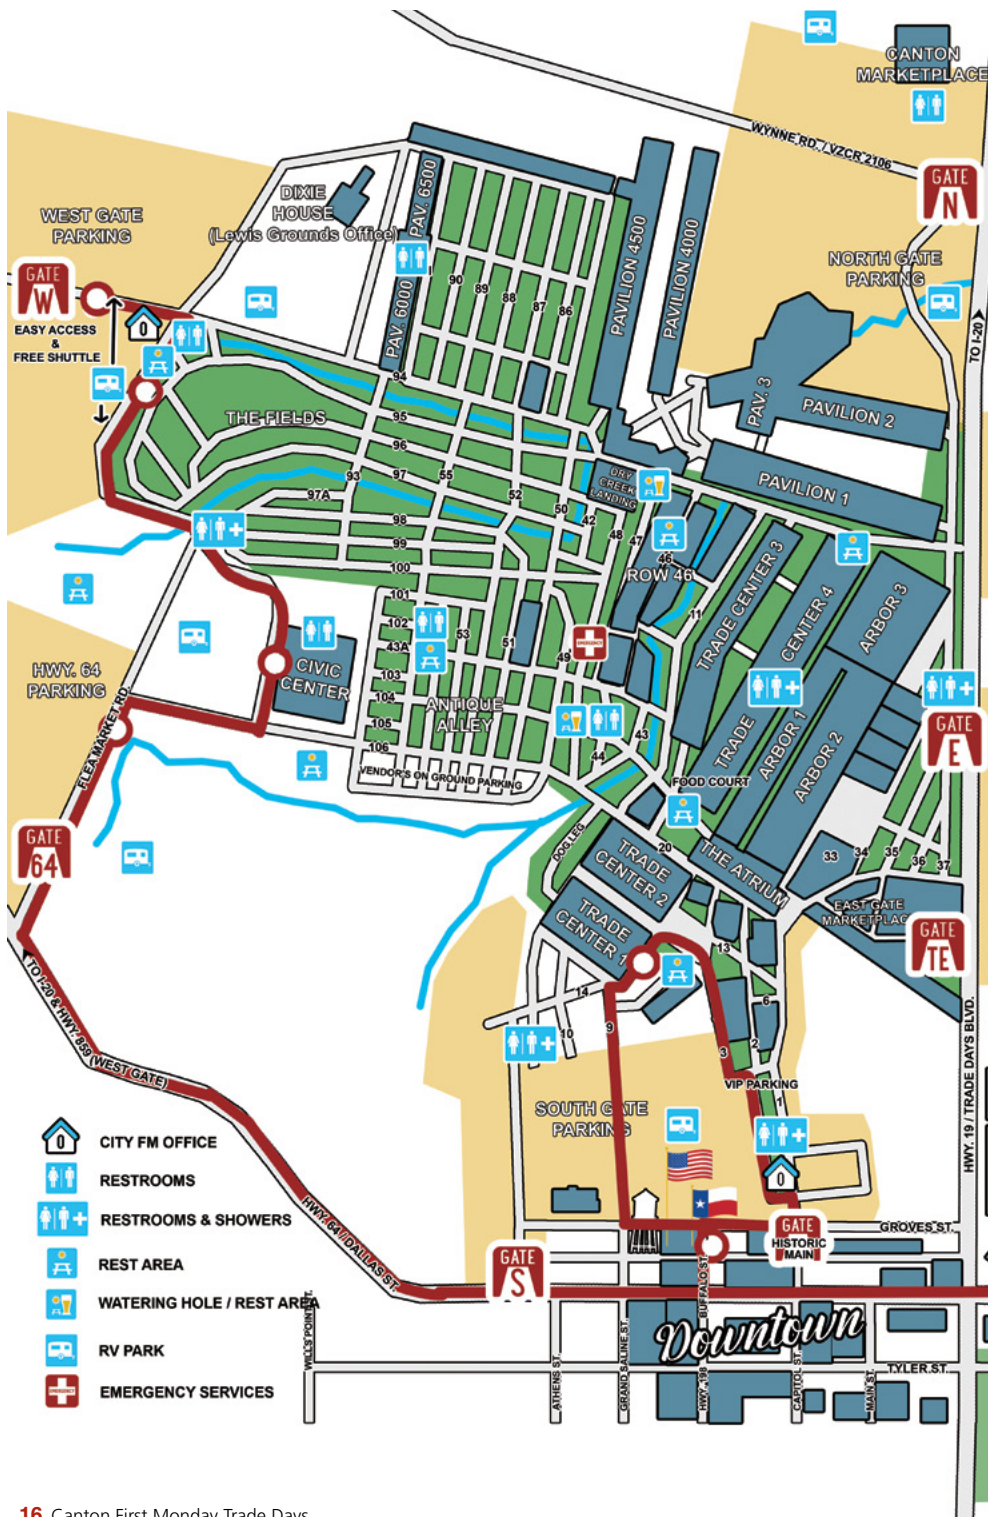 CANTON
MARKETPLACE
WYNNE RD. / VZCR 2106
GATE
N
DIXIE
HOUSE
(Lewis Grounds Office)
PAV. 6500
PAV. 6000
PAVILION 4500
PAVILION 4000
WEST GATE
PARKING
NORTH GATE
PARKING
GATE
W
EASY ACCESS
&
FREE SHUTTLE
0
TO I-20
90
89
88
87
86
94
95
96
97
97A
93
55
52
50
42
98
99
100
101
102
43A
103
104
105
106
53
51
49
48
47
46
44
43
11
THE FIELDS
PAV. 3
PAVILION 2
PAVILION 1
DRY
CREEK
LANDING
ROW 46
TRADE CENTER 3
TRADE CENTER 4
ARBOR 3
ARBOR 1
ARBOR 2
EMERGENCY
CIVIC
CENTER
ANTIQUE
ALLEY
VENDOR'S ON GROUND PARKING
HWY. 64
PARKING
FLEA MARKET RD.
GATE
64
GATE
E
FOOD COURT
DOG LEG
20
TRADE
CENTER 2
THE ATRIUM
33
34
35
36
37
EAST GATE
MARKETPLACE
TRADE
CENTER 1
GATE
TE
13
14
10
9
6
3
2
1
TO I-20 & HWY. 859 (WEST GATE)
HWY. 19 / TRADE DAYS BLVD.
VIP PARKING
SOUTH GATE
PARKING
0
0
CITY FM OFFICE
RESTROOMS
RESTROOMS & SHOWERS
REST AREA
WATERING HOLE / REST AREA
RV PARK
EMERGENCY
EMERGENCY SERVICES
HWY. 64 / DALLAS ST.
GROVES ST.
GATE
HISTORIC
MAIN
GATE
S
BUFFALO ST.
Downtown
WILLS POINT ST.
ATHENS ST.
GRAND SALINE ST.
HWY. 198
CAPITOL ST.
MAIN ST.
TYLER ST.
16 Canton First Monday Trade Days